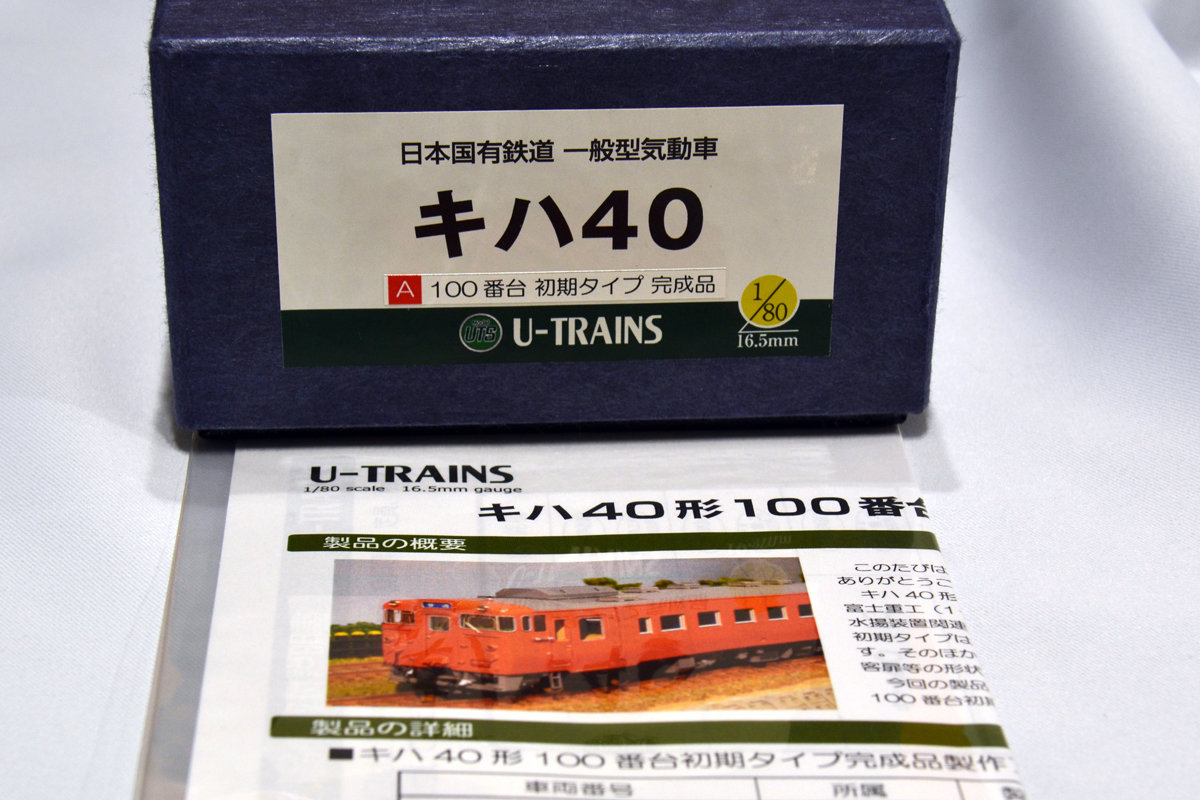 日本国有鉄道 一般型気動車
キハ40
A 100番台 初期タイプ 完成品
UTS U-TRAINS
1/80
16.5mm
U-TRAINS
1/80 scale 16.5mm gauge
キハ40形100番
製品の概要
このたびは
ありがとうご
キハ40形
富士重工（1
水揚装置関連
初期タイプは
す。そのほか
客扉等の形状
今回の製品
100番台初
製品の詳細
■キハ40形100番台初期タイプ完成品製作
車両番号 所属